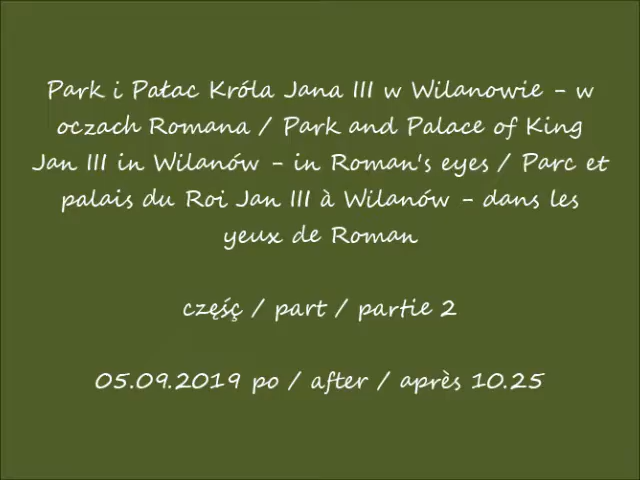 Park i Pałac Króla Jana III w Wilanowie - w
oczach Romana / Park and Palace of King
Jan III in Wilanów - in Roman's eyes / Parc et
palais du Roi Jan III à Wilanów - dans les
yeux de Roman
częśç / part / partie 2
05.09.2019 po / after / après 10.25